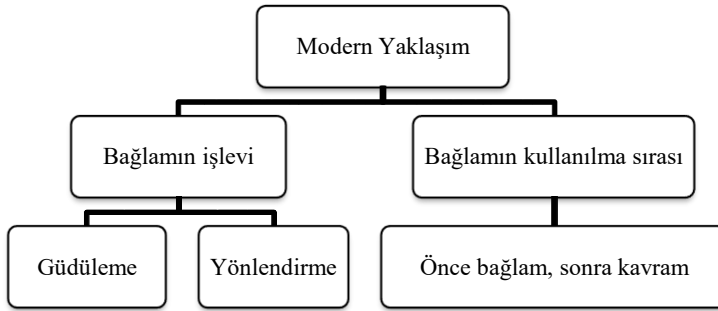 Modern Yaklaşım
Bağlamın işlevi
Bağlamın kullanılma sırası
Güdüleme
Yönlendirme
Önce bağlam, sonra kavram